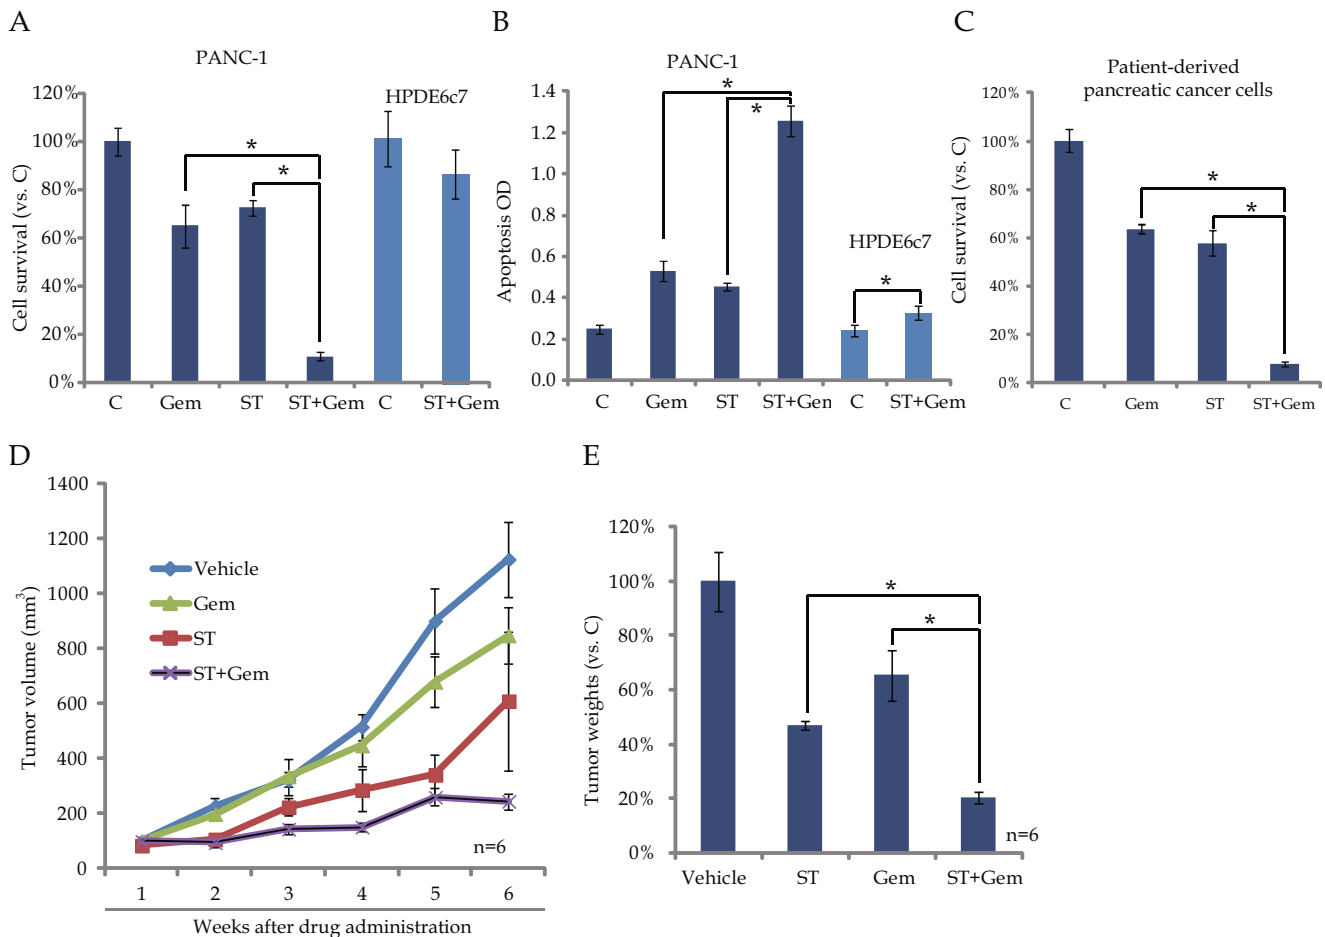 A
PANC-1
HPDE6c7
Cell survival (vs. C)
120%
100%
80%
60%
40%
20%
0%
*
*
C Gem ST ST+Gem C ST+Gem
B
PANC-1
HPDE6c7
Apoptosis OD
1.4
1.2
1.0
0.8
0.6
0.4
0.2
0.0
*
*
*
C Gem ST ST+Gen C ST+Gem
C
Patient-derived
pancreatic cancer cells
Cell survival (vs. C)
120%
100%
80%
60%
40%
20%
0%
*
*
C Gem ST ST+Gem
D
Tumor volume (mm³)
1400
1200
1000
800
600
400
200
0
Vehicle
Gem
ST
ST+Gem
n=6
1 2 3 4 5 6
Weeks after drug administration
E
Tumor weights (vs. C)
120%
100%
80%
60%
40%
20%
0%
*
*
n=6
Vehicle ST Gem ST+Gem